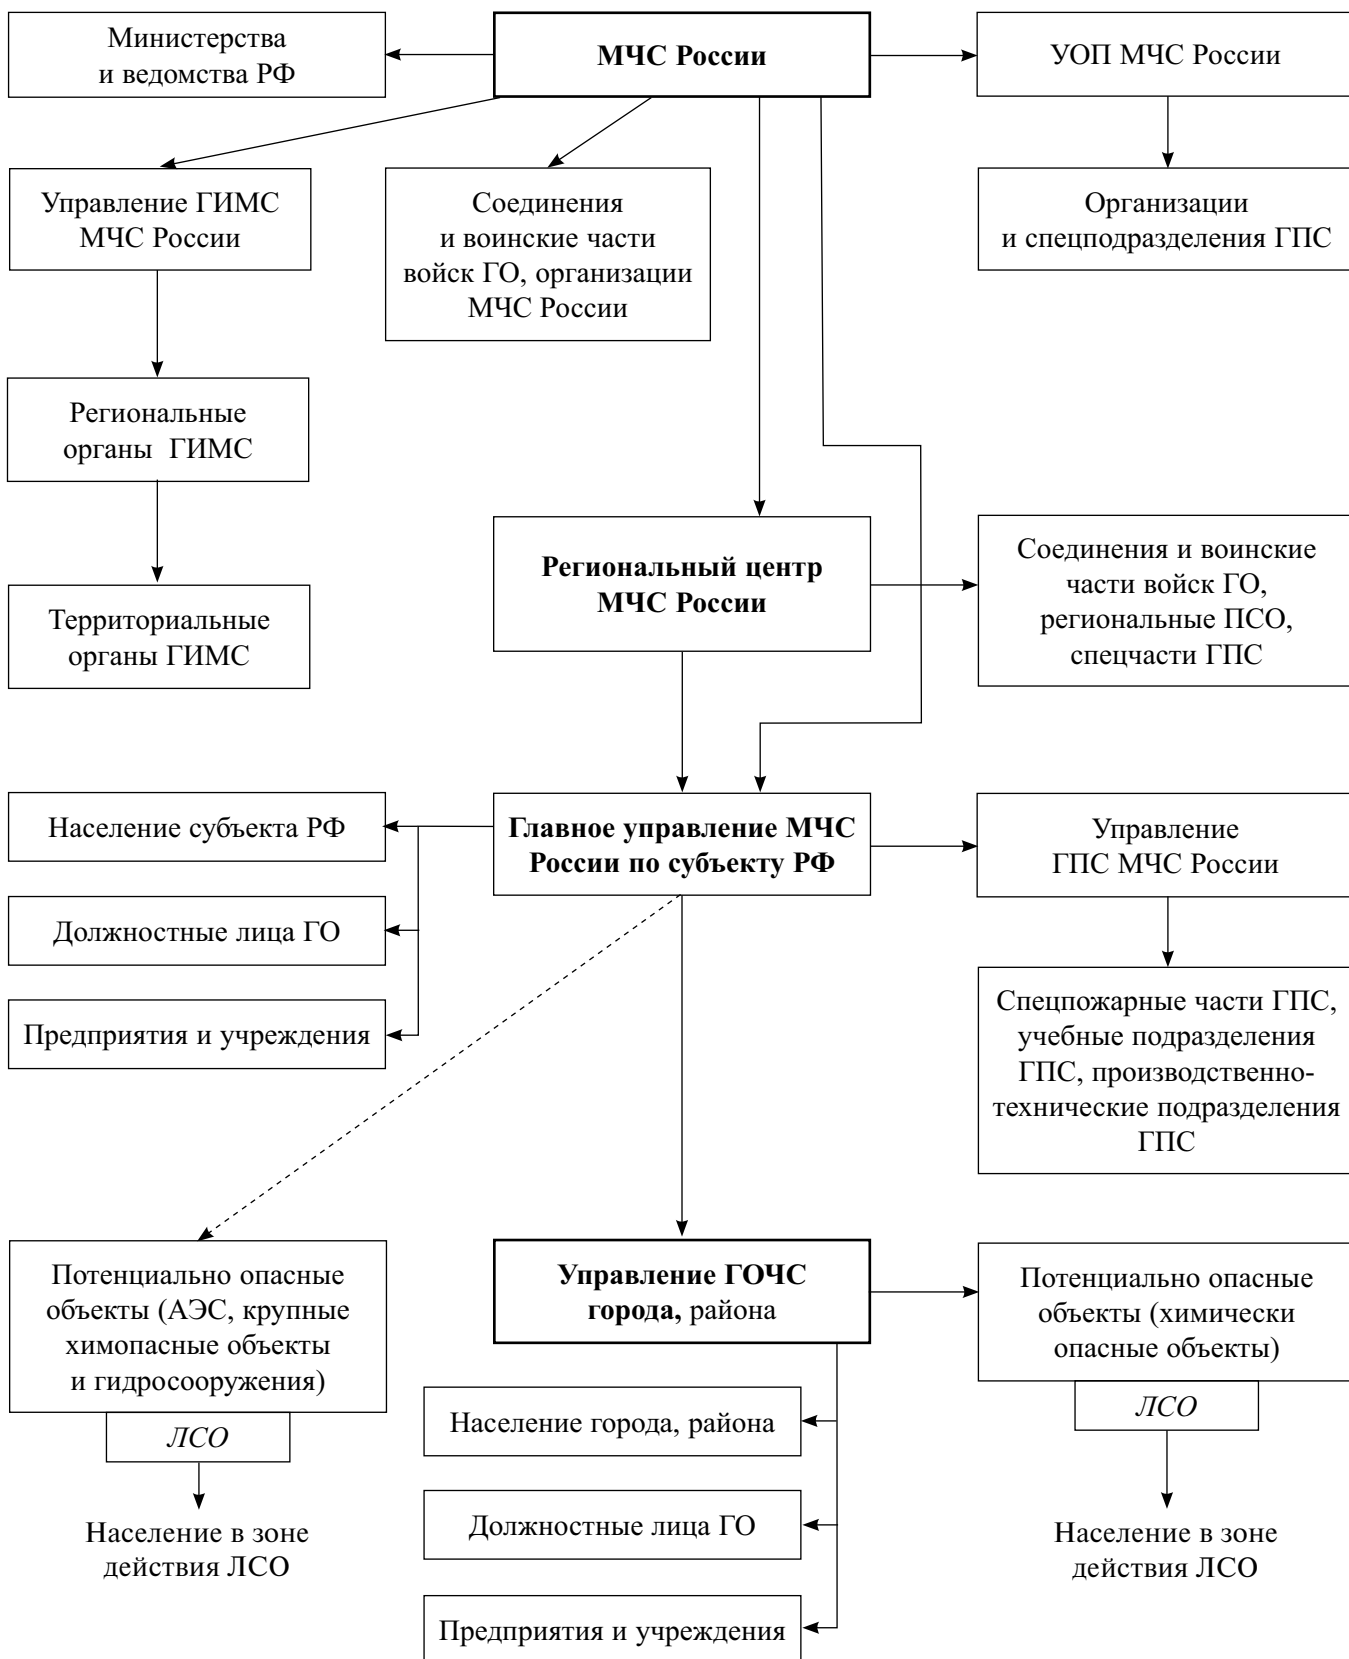 Министерства
и ведомства РФ
МЧС России
УОП МЧС России
Управление ГИМС
МЧС России
Соединения
и воинские части
войск ГО, организации
МЧС России
Организации
и спецподразделения ГПС
Региональные
органы ГИМС
Региональный центр
МЧС России
Соединения и воинские
части войск ГО,
региональные ПСО,
спецчасти ГПС
Территориальные
органы ГИМС
Население субъекта РФ
Главное управление МЧС
России по субъекту РФ
Управление
ГПС МЧС России
Должностные лица ГО
Предприятия и учреждения
Спецпожарные части ГПС,
учебные подразделения
ГПС, производственно-
технические подразделения
ГПС
Потенциально опасные
объекты (АЭС, крупные
химопасные объекты
и гидросооружения)
ЛСО
Население в зоне
действия ЛСО
Управление ГОЧС
города, района
Население города, района
Должностные лица ГО
Предприятия и учреждения
Потенциально опасные
объекты (химически
опасные объекты)
ЛСО
Население в зоне
действия ЛСО